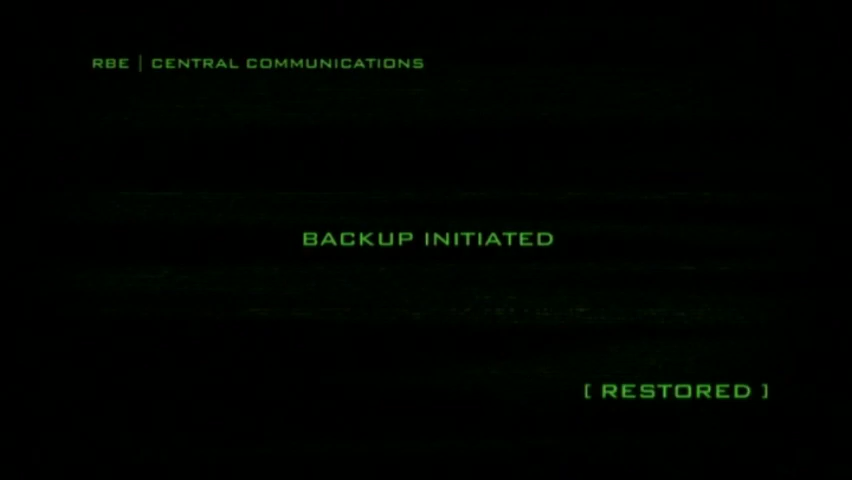 RBE | CENTRAL COMMUNICATIONS
BACKUP INITIATED
[ RESTORED ]